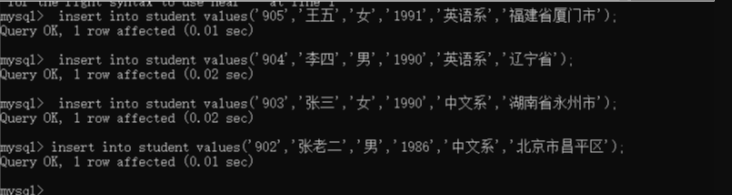 for the right syntax to use near '' at line 1
mysql>  insert into student values('905','王五','女','1991','英语系','福建省厦门市');
Query OK, 1 row affected (0.01 sec)
mysql>  insert into student values('904','李四','男','1990','英语系','辽宁省');
Query OK, 1 row affected (0.02 sec)
mysql>  insert into student values('903','张三','女','1990','中文系','湖南省永州市');
Query OK, 1 row affected (0.02 sec)
mysql> insert into student values('902','张老二','男','1986','中文系','北京市昌平区');
Query OK, 1 row affected (0.01 sec)
mysql>